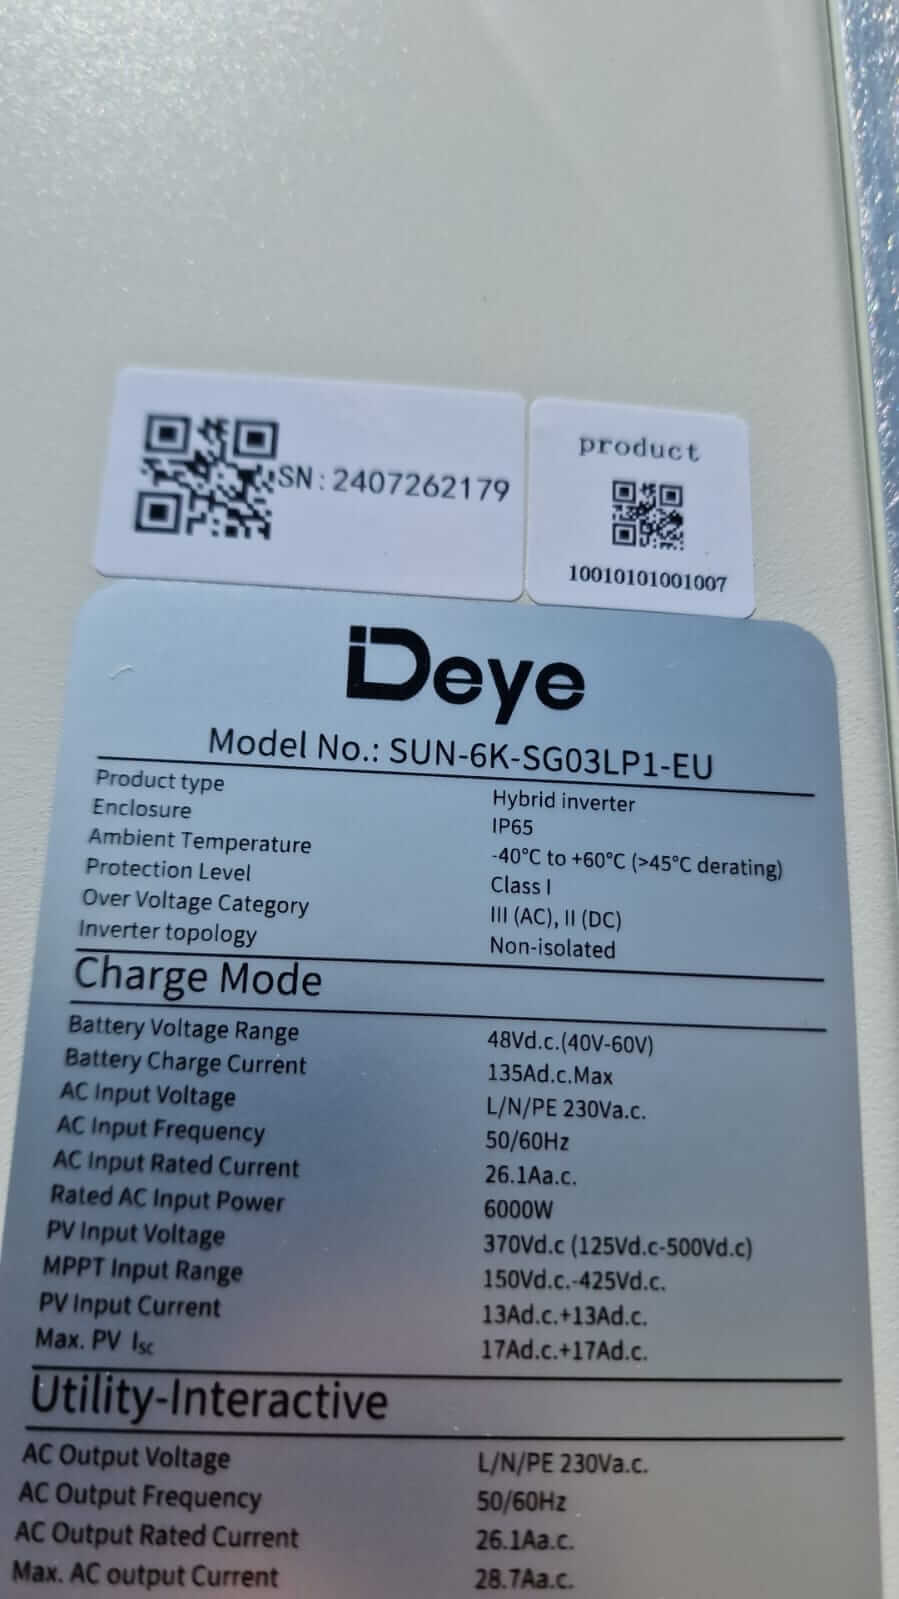 SN:2407262179
product
10010101001007
Deye
Model No.: SUN-6K-SG03LP1-EU
Product type Hybrid inverter
Enclosure IP65
Ambient Temperature -40°C to +60°C (>45°C derating)
Protection Level Class I
Over Voltage Category III (AC), II (DC)
Inverter topology Non-isolated
Charge Mode
Battery Voltage Range 48Vd.c.(40V-60V)
Battery Charge Current 135Ad.c.Max
AC Input Voltage L/N/PE 230Va.c.
AC Input Frequency 50/60Hz
AC Input Rated Current 26.1Aa.c.
Rated AC Input Power 6000W
PV Input Voltage 370Vd.c (125Vd.c-500Vd.c)
MPPT Input Range 150Vd.c.-425Vd.c.
PV Input Current 13Ad.c.+13Ad.c.
Max. PV Isc 17Ad.c.+17Ad.c.
Utility-Interactive
AC Output Voltage L/N/PE 230Va.c.
AC Output Frequency 50/60Hz
AC Output Rated Current 26.1Aa.c.
Max. AC output Current 28.7Aa.c.